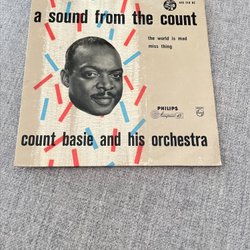 a sound from the count
the world is mad
miss thing
PHILIPS
count basie and his orchestra